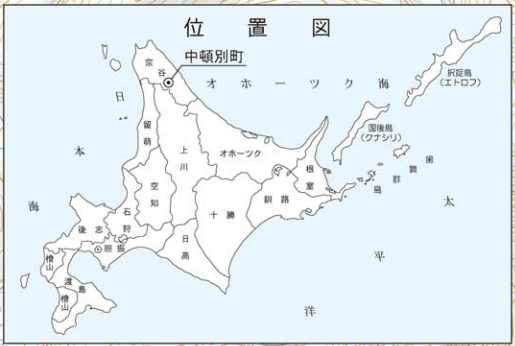 位置図
中頓別町
宗谷
オホーツク海
択捉島
(エトロフ)
国後島
(クナシリ)
歯舞群島
日本海
留萌
上川
オホーツク
根室
空知
釧路
十勝
石狩
後志
胆振
日高
檜山
渡島
檜山
太平洋